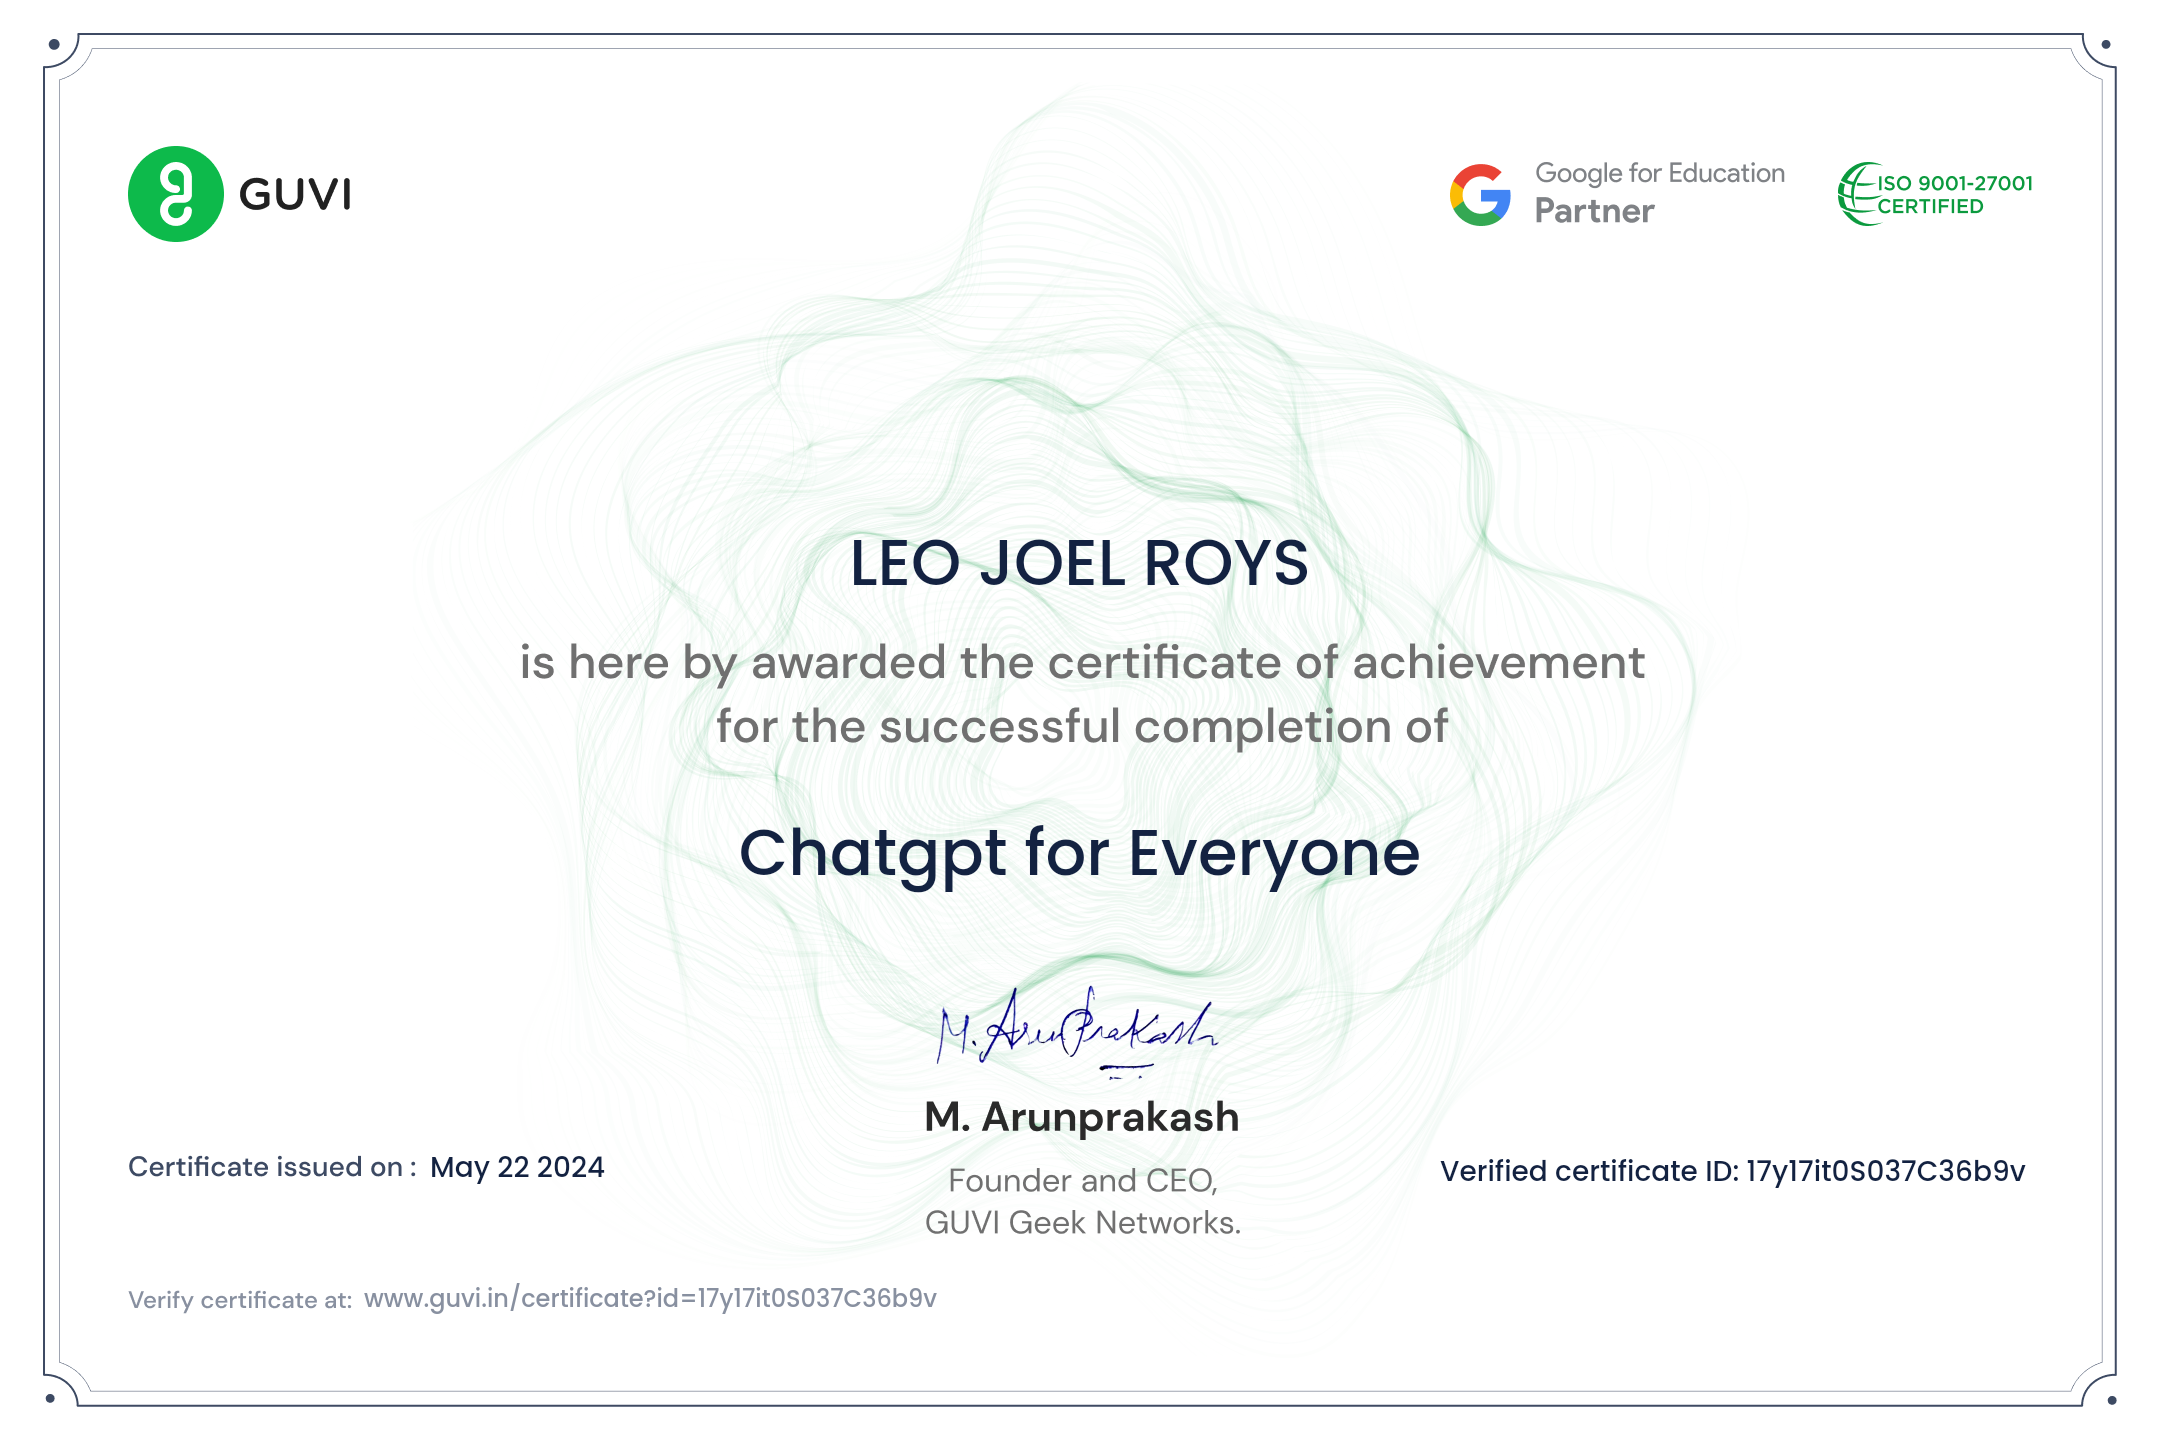 GUVI
Google for Education
Partner
ISO 9001-27001
CERTIFIED
LEO JOEL ROYS
is here by awarded the certificate of achievement
for the successful completion of
Chatgpt for Everyone
M. ArunPrakash
M. Arunprakash
Founder and CEO,
GUVI Geek Networks.
Certificate issued on : May 22 2024
Verified certificate ID: 17y17it0S037C36b9v
Verify certificate at: www.guvi.in/certificate?id=17y17it0S037C36b9v